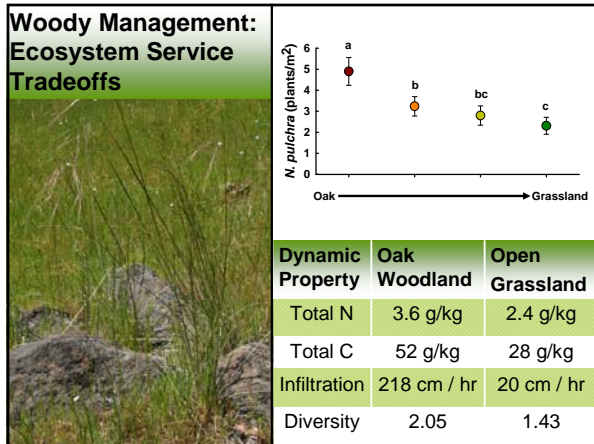 Woody Management:
Ecosystem Service
Tradeoffs
N. pulchra (plants/m²)
6
5
4
3
2
1
0
a
b
bc
c
Oak Grassland
Dynamic Property Oak Woodland Open Grassland
Total N 3.6 g/kg 2.4 g/kg
Total C 52 g/kg 28 g/kg
Infiltration 218 cm / hr 20 cm / hr
Diversity 2.05 1.43